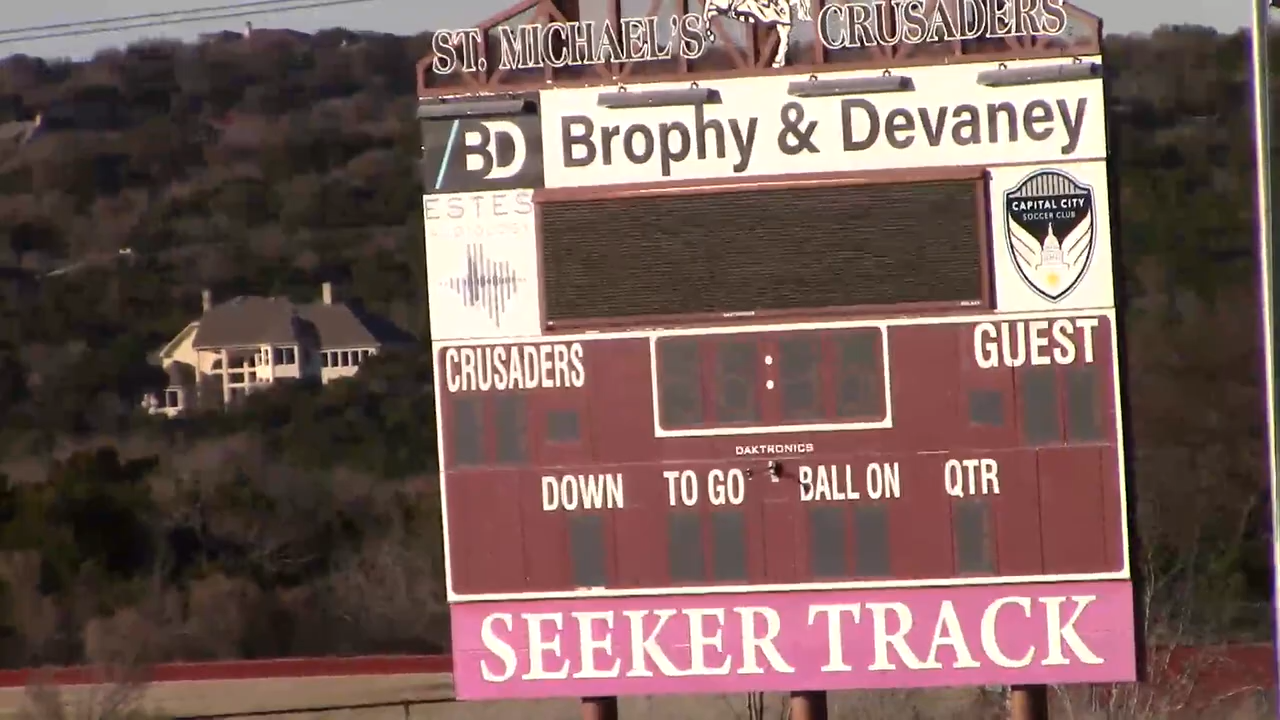 ST. MICHAEL'S CRUSADERS
BD Brophy & Devaney
ESTES
AUDIOLOGY
CAPITAL CITY
SOCCER CLUB
CRUSADERS
GUEST
DAKTRONICS
DOWN TO GO BALL ON QTR
SEEKER TRACK